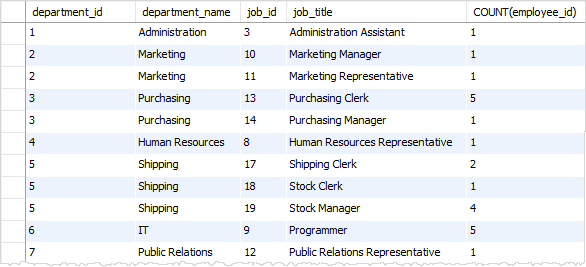 department_id department_name job_id job_title COUNT(employee_id)
1 Administration 3 Administration Assistant 1
2 Marketing 10 Marketing Manager 1
2 Marketing 11 Marketing Representative 1
3 Purchasing 13 Purchasing Clerk 5
3 Purchasing 14 Purchasing Manager 1
4 Human Resources 8 Human Resources Representative 1
5 Shipping 17 Shipping Clerk 2
5 Shipping 18 Stock Clerk 1
5 Shipping 19 Stock Manager 4
6 IT 9 Programmer 5
7 Public Relations 12 Public Relations Representative 1